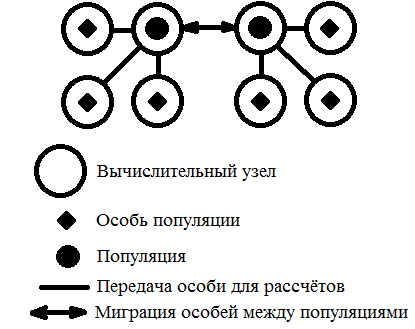 Вычислительный узел
Особь популяции
Популяция
Передача особи для рассчётов
Миграция особей между популяциями